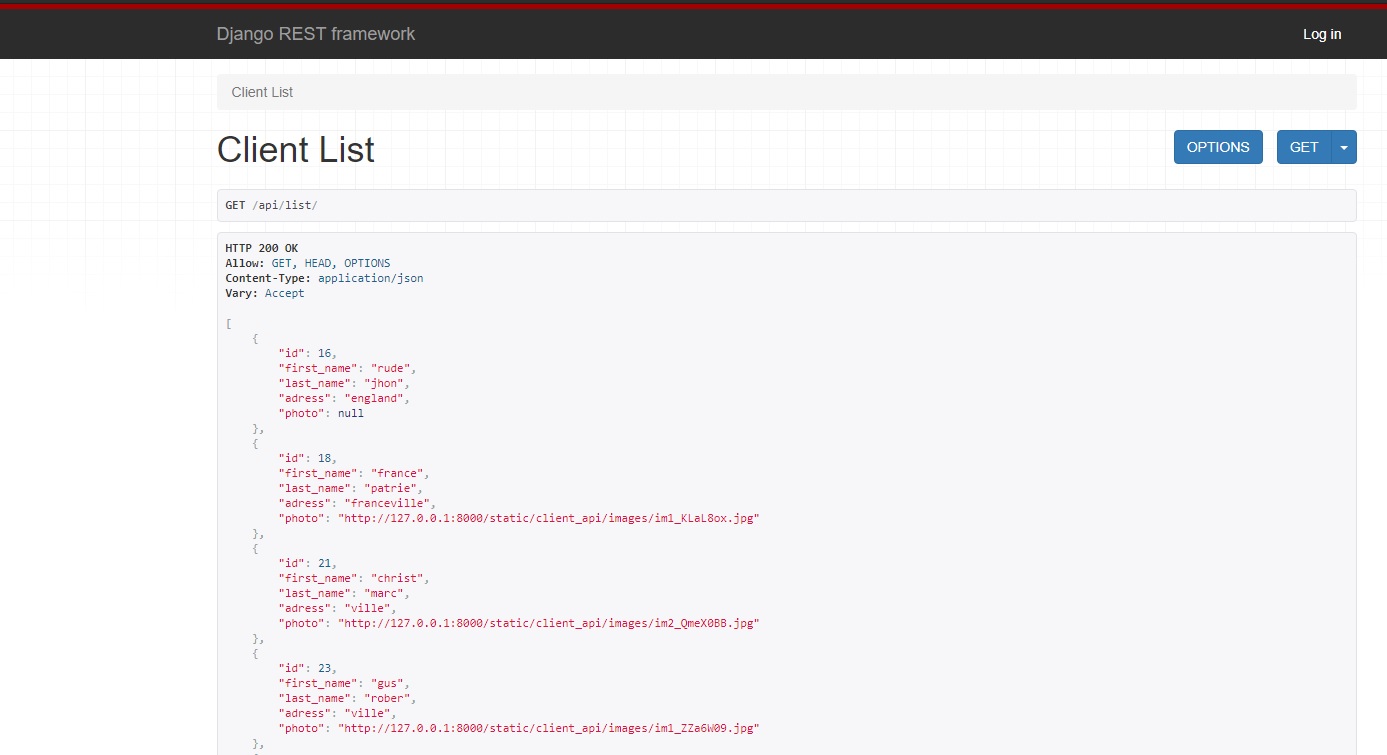 Django REST framework
Log in
Client List
Client List
OPTIONS
GET
GET /api/list/
HTTP 200 OK
Allow: GET, HEAD, OPTIONS
Content-Type: application/json
Vary: Accept
[
{
"id": 16,
"first_name": "rude",
"last_name": "jhon",
"adress": "england",
"photo": null
},
{
"id": 18,
"first_name": "france",
"last_name": "patrie",
"adress": "franceville",
"photo": "http://127.0.0.1:8000/static/client_api/images/im1_KLaL8ox.jpg"
},
{
"id": 21,
"first_name": "christ",
"last_name": "marc",
"adress": "ville",
"photo": "http://127.0.0.1:8000/static/client_api/images/im2_QmeX0BB.jpg"
},
{
"id": 23,
"first_name": "gus",
"last_name": "rober",
"adress": "ville",
"photo": "http://127.0.0.1:8000/static/client_api/images/im1_ZZa6W09.jpg"
},